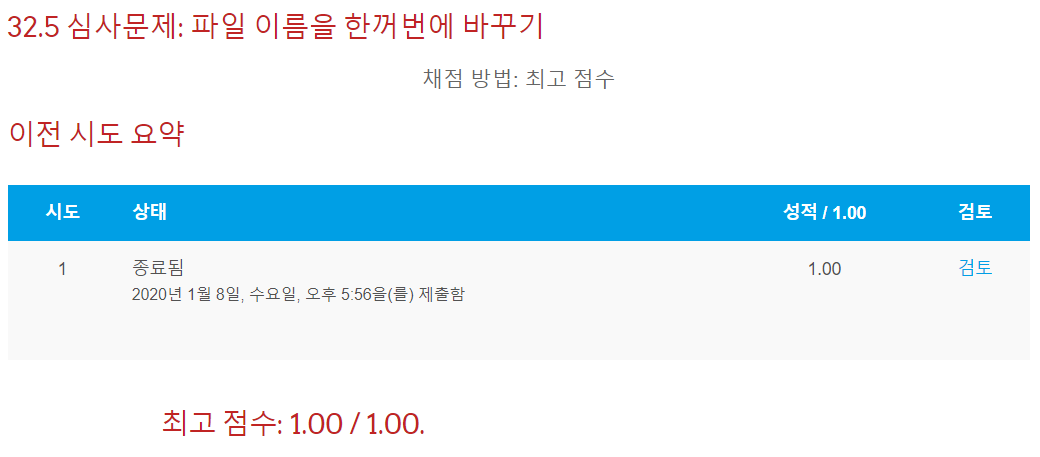 32.5 심사문제: 파일 이름을 한꺼번에 바꾸기
채점 방법: 최고 점수
이전 시도 요약
시도 상태 성적 / 1.00 검토
1 종료됨 1.00 검토
2020년 1월 8일, 수요일, 오후 5:56을(를) 제출함
최고 점수: 1.00 / 1.00.